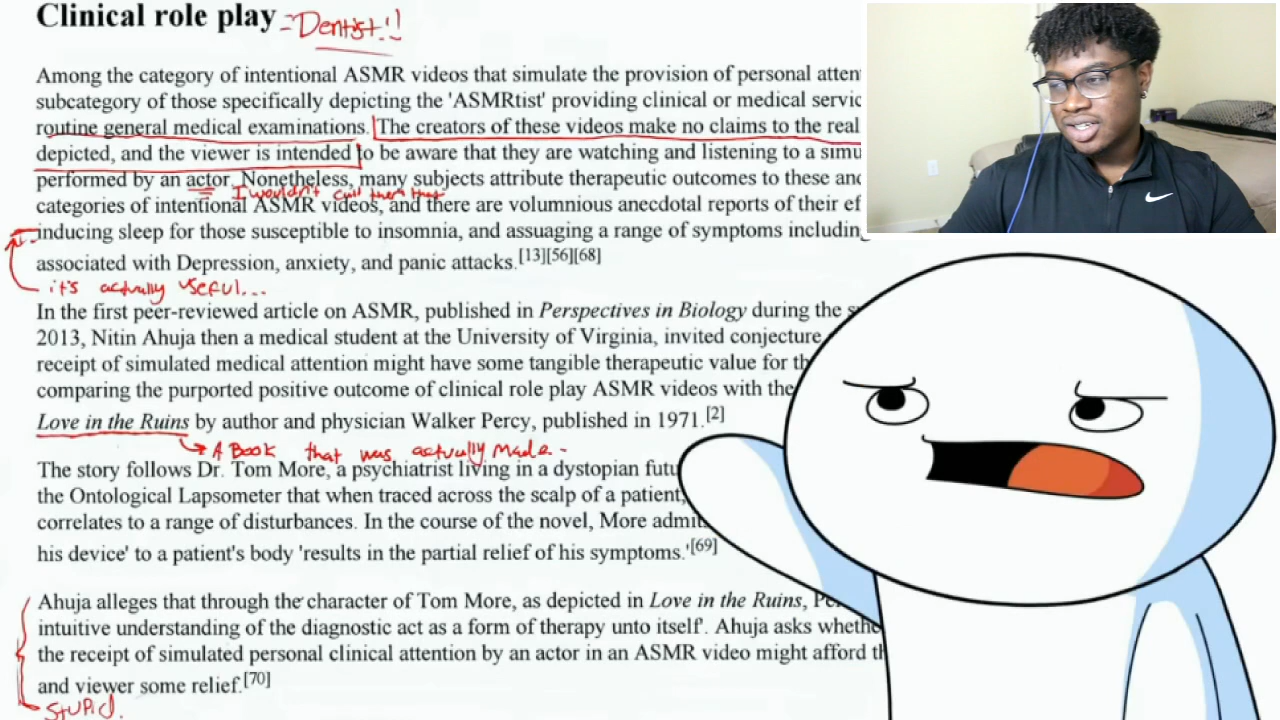 Clinical role play - Dentist!!
Among the category of intentional ASMR videos that simulate the provision of personal atten
subcategory of those specifically depicting the 'ASMRtist' providing clinical or medical servic
routine general medical examinations. The creators of these videos make no claims to the real
depicted, and the viewer is intended to be aware that they are watching and listening to a simu
performed by an actor. Nonetheless, many subjects attribute therapeutic outcomes to these and
I wouldn't call them that
categories of intentional ASMR videos, and there are volumnious anecdotal reports of their ef
inducing sleep for those susceptible to insomnia, and assuaging a range of symptoms including
associated with Depression, anxiety, and panic attacks.[13][56][68]
it's actually useful...
In the first peer-reviewed article on ASMR, published in Perspectives in Biology during the s
2013, Nitin Ahuja then a medical student at the University of Virginia, invited conjecture
receipt of simulated medical attention might have some tangible therapeutic value for th
comparing the purported positive outcome of clinical role play ASMR videos with the
Love in the Ruins by author and physician Walker Percy, published in 1971.[2]
A Book that was actually made.
The story follows Dr. Tom More, a psychiatrist living in a dystopian futu
the Ontological Lapsometer that when traced across the scalp of a patient,
correlates to a range of disturbances. In the course of the novel, More admit
his device' to a patient's body 'results in the partial relief of his symptoms.'[69]
Ahuja alleges that through the character of Tom More, as depicted in Love in the Ruins, Pe
intuitive understanding of the diagnostic act as a form of therapy unto itself. Ahuja asks whethe
the receipt of simulated personal clinical attention by an actor in an ASMR video might afford th
and viewer some relief.[70]
STUPID.